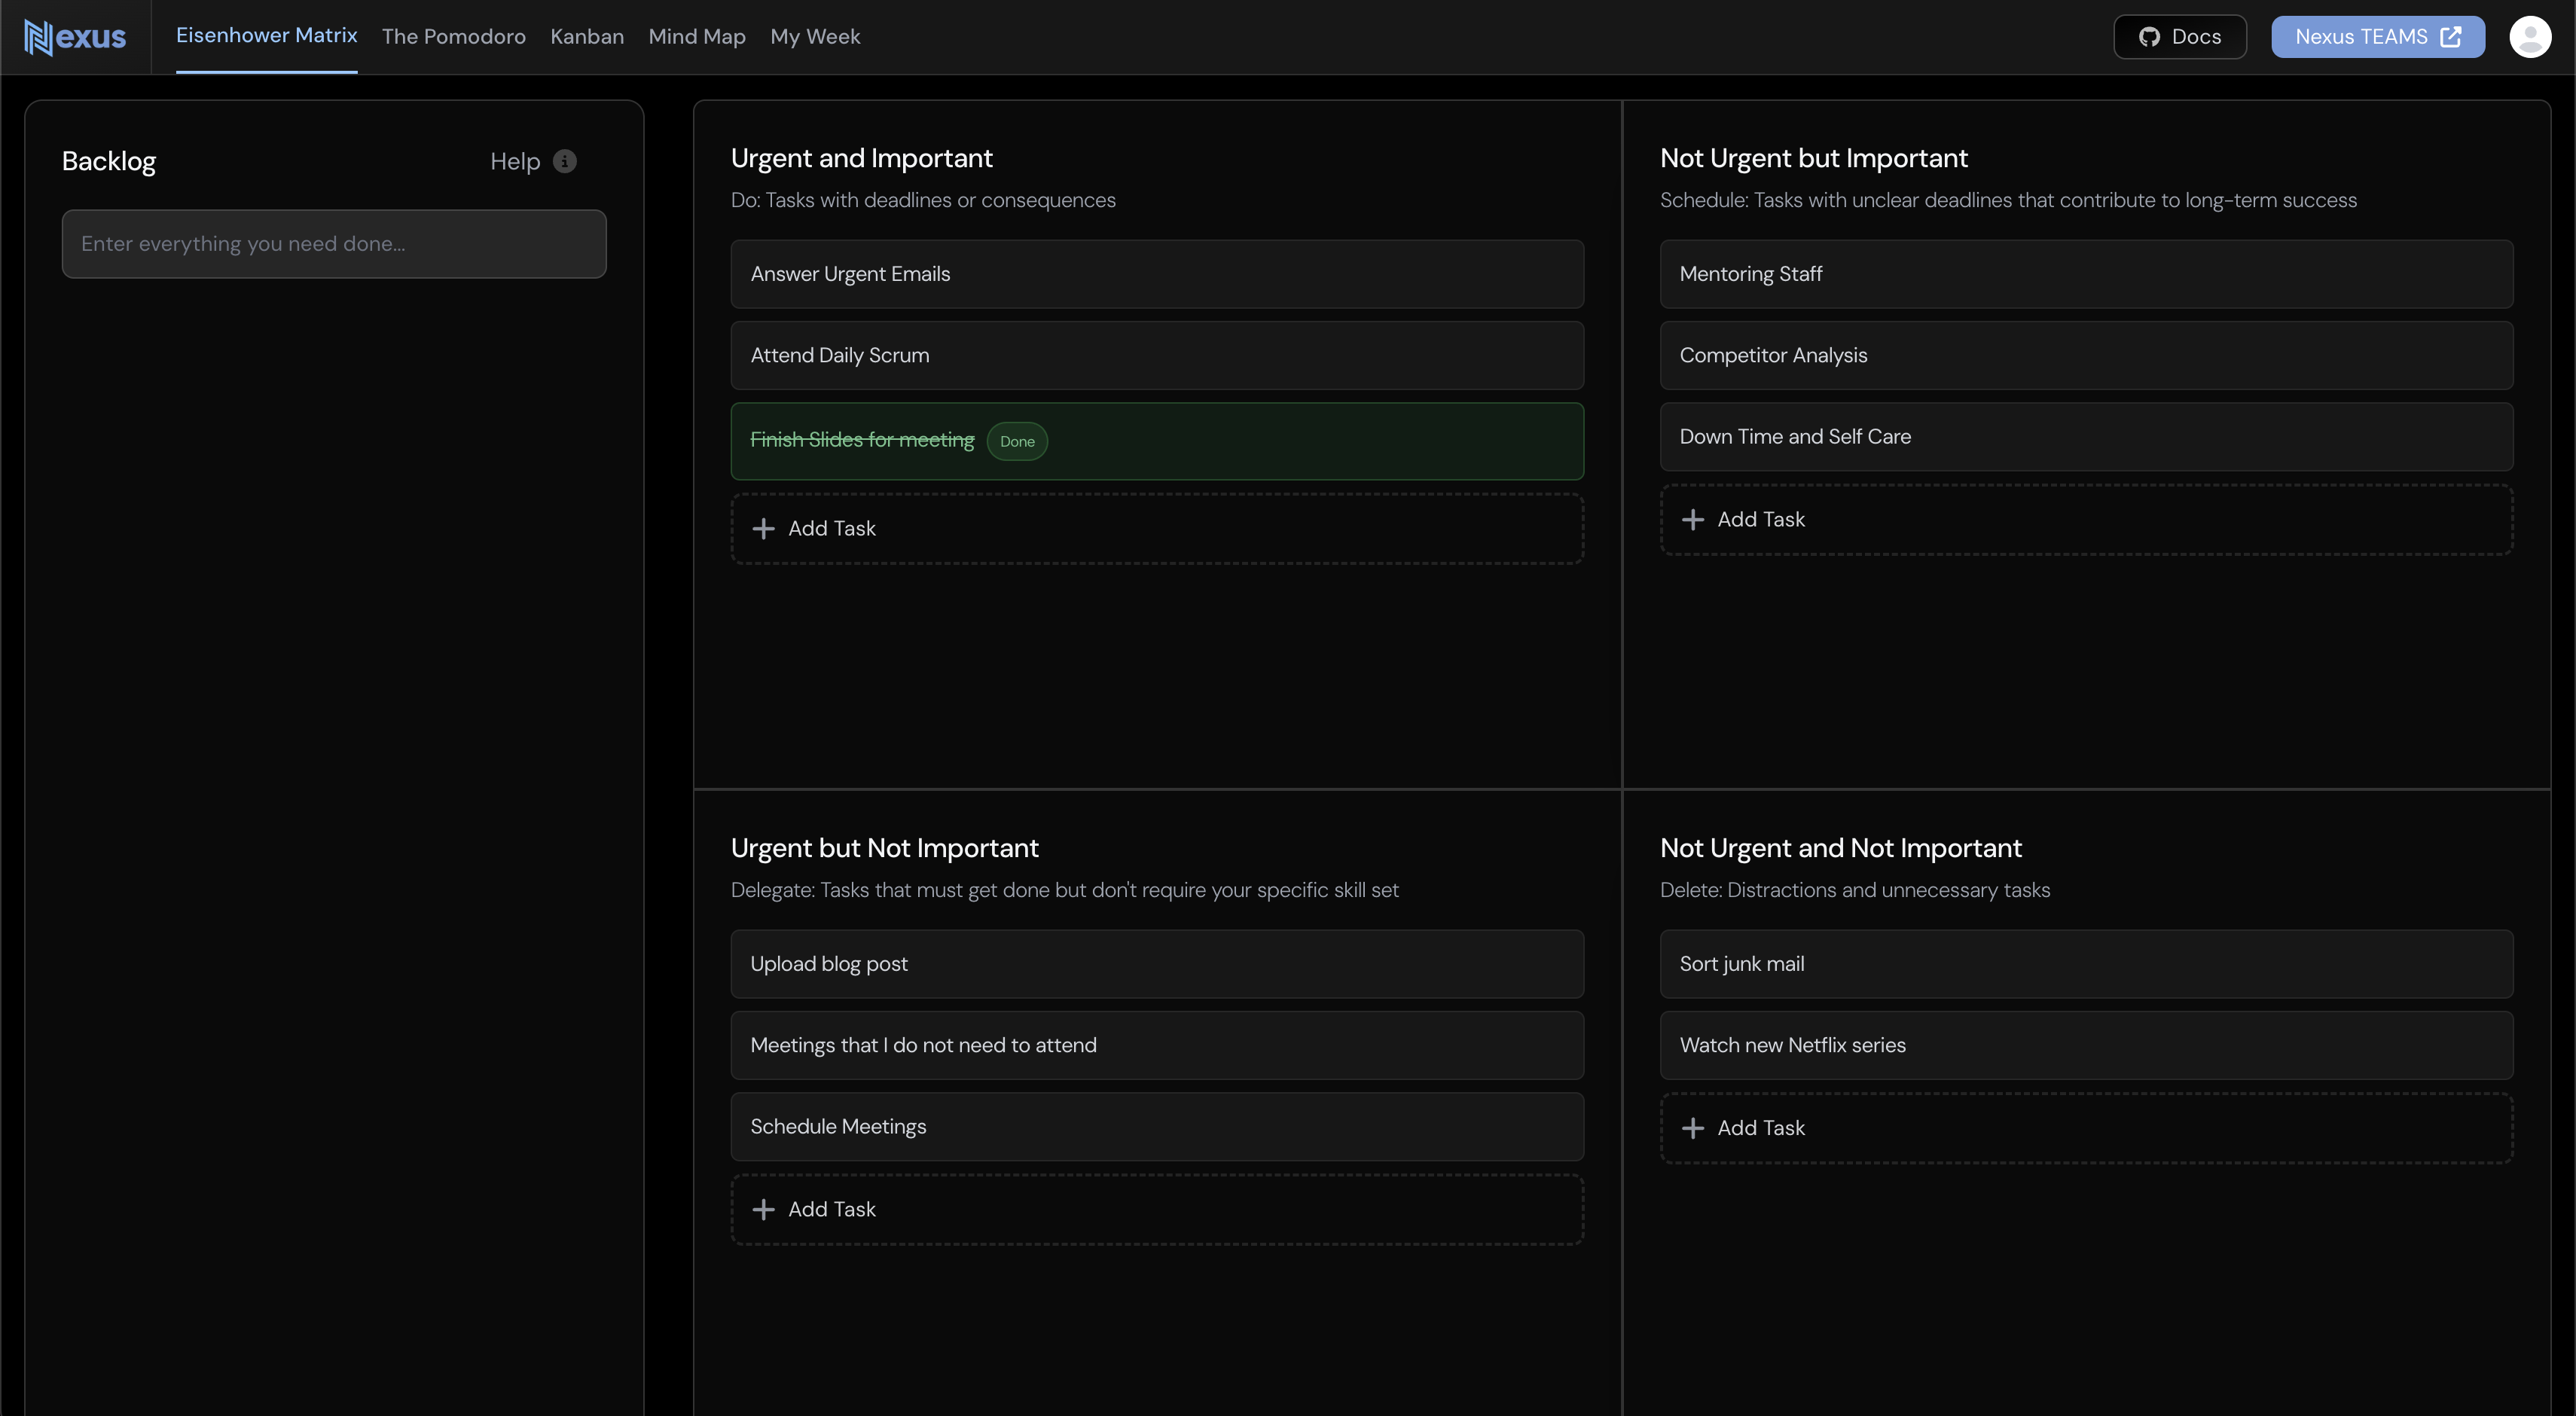 Nexus
Eisenhower Matrix
The Pomodoro
Kanban
Mind Map
My Week
Docs
Nexus TEAMS
Backlog
Help
Enter everything you need done...
Urgent and Important
Do: Tasks with deadlines or consequences
Answer Urgent Emails
Attend Daily Scrum
Finish Slides for meeting Done
Add Task
Not Urgent but Important
Schedule: Tasks with unclear deadlines that contribute to long-term success
Mentoring Staff
Competitor Analysis
Down Time and Self Care
Add Task
Urgent but Not Important
Delegate: Tasks that must get done but don't require your specific skill set
Upload blog post
Meetings that I do not need to attend
Schedule Meetings
Add Task
Not Urgent and Not Important
Delete: Distractions and unnecessary tasks
Sort junk mail
Watch new Netflix series
Add Task